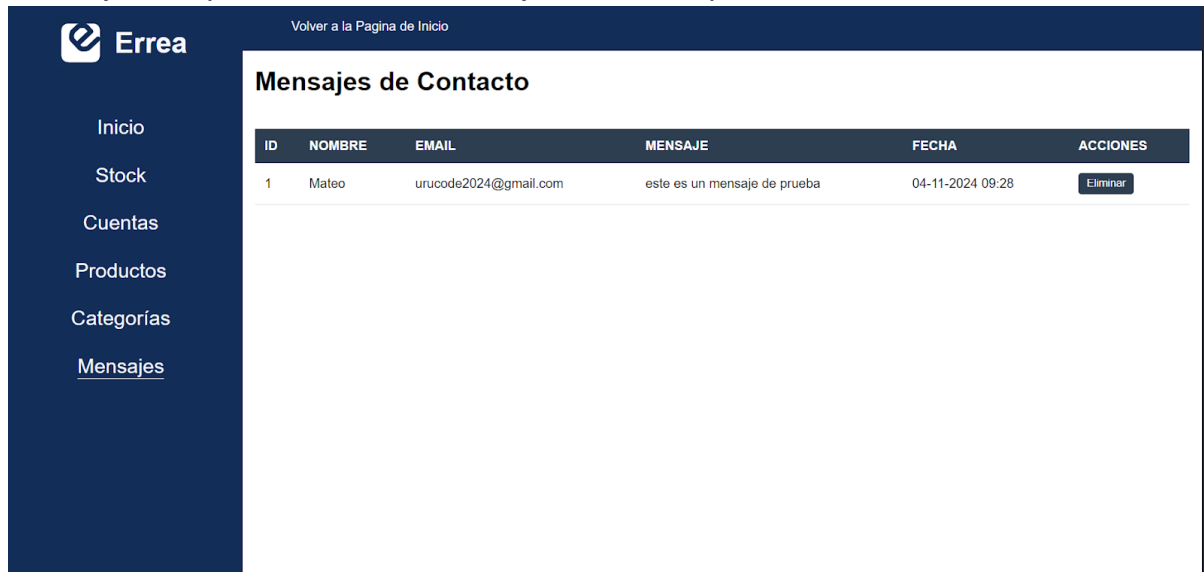 Errea
Volver a la Pagina de Inicio
Inicio
Stock
Cuentas
Productos
Categorías
Mensajes
Mensajes de Contacto
ID NOMBRE EMAIL MENSAJE FECHA ACCIONES
1 Mateo urucode2024@gmail.com este es un mensaje de prueba 04-11-2024 09:28 Eliminar